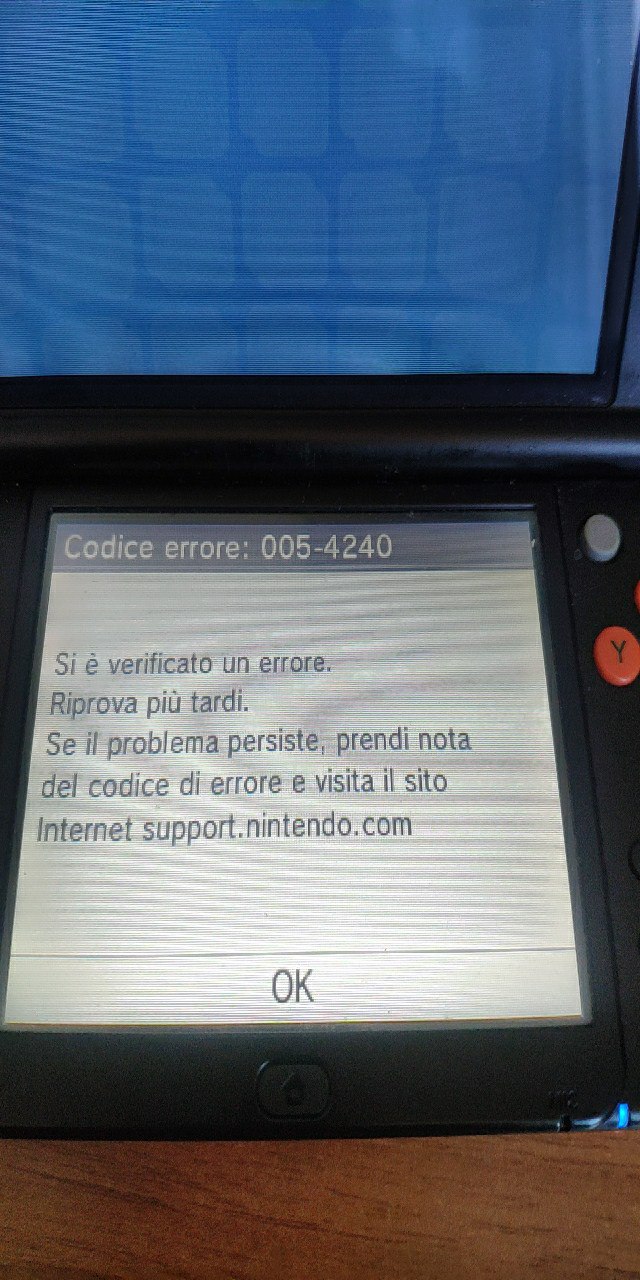 Codice errore: 005-4240
Si è verificato un errore.
Riprova più tardi.
Se il problema persiste, prendi nota
del codice di errore e visita il sito
Internet support.nintendo.com
OK
Y